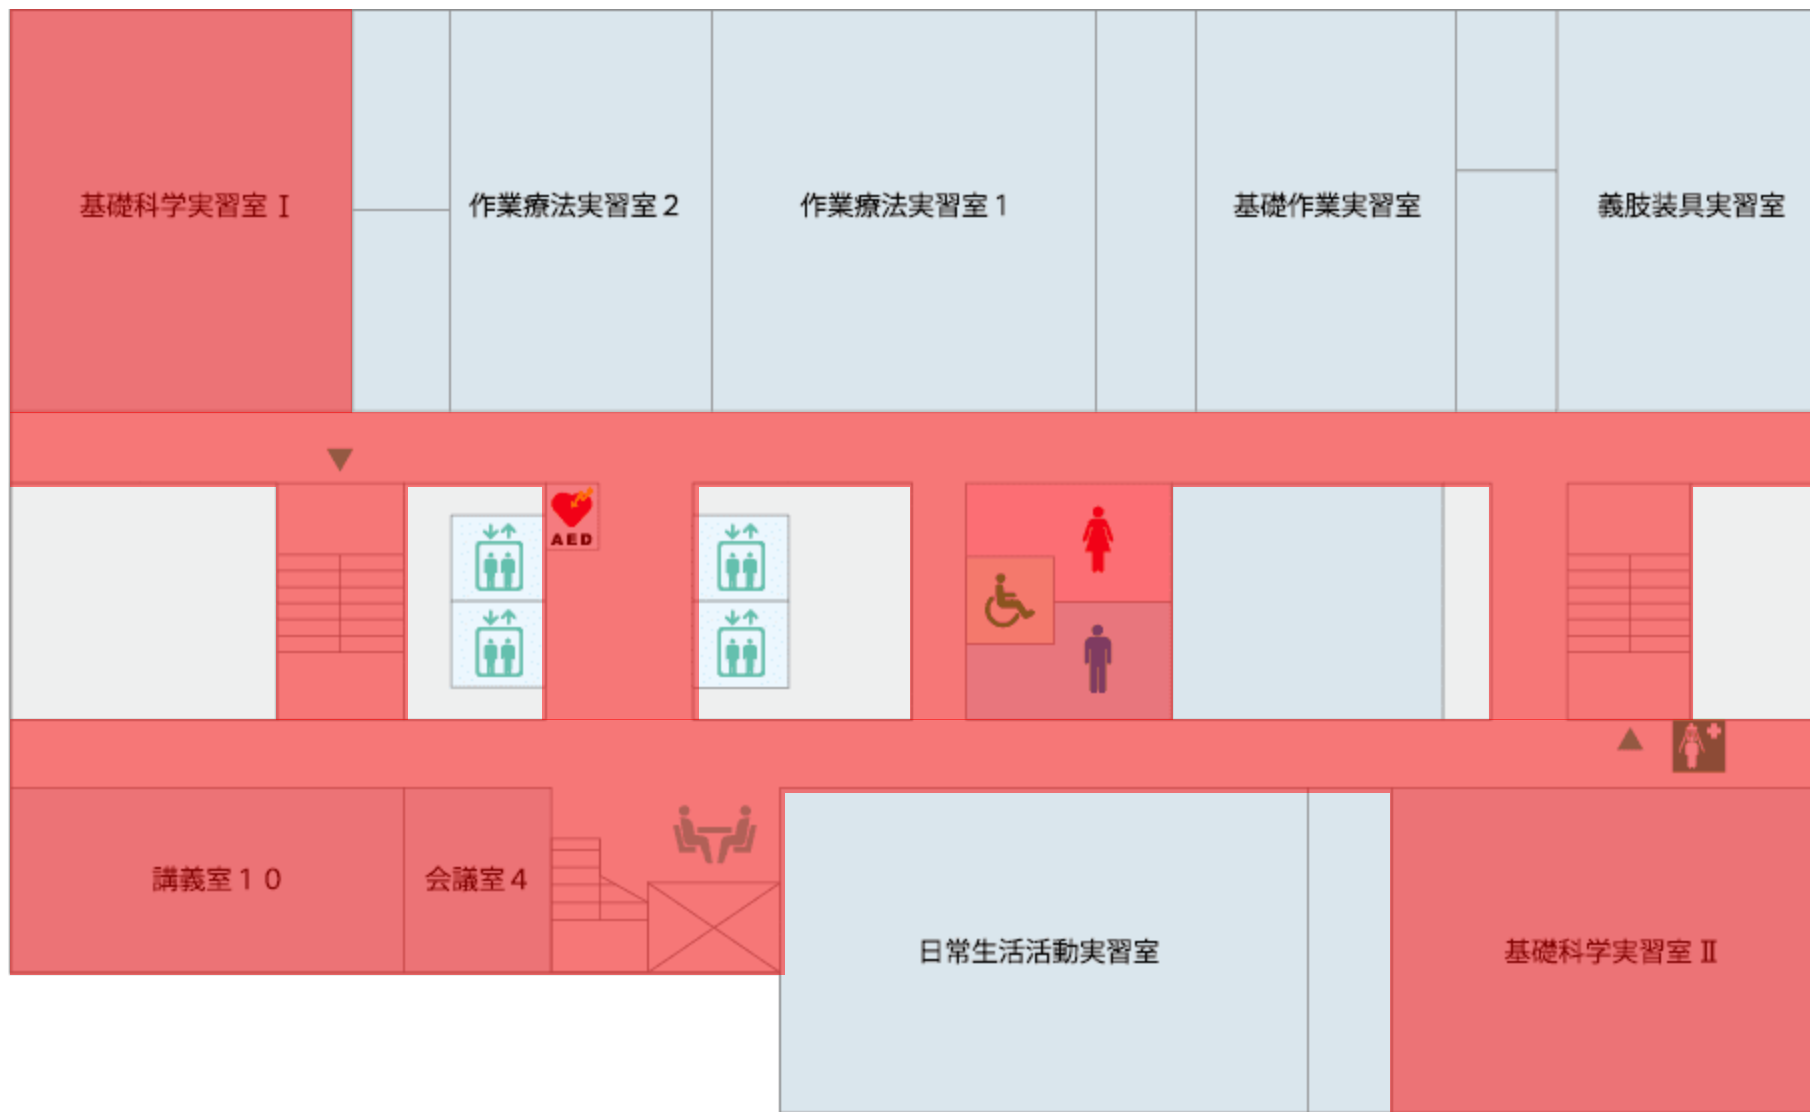 基礎科学実習室 Ⅰ
作業療法実習室 2
作業療法実習室 1
基礎作業実習室
義肢装具実習室
AED
講義室１０
会議室 4
日常生活活動実習室
基礎科学実習室 Ⅱ